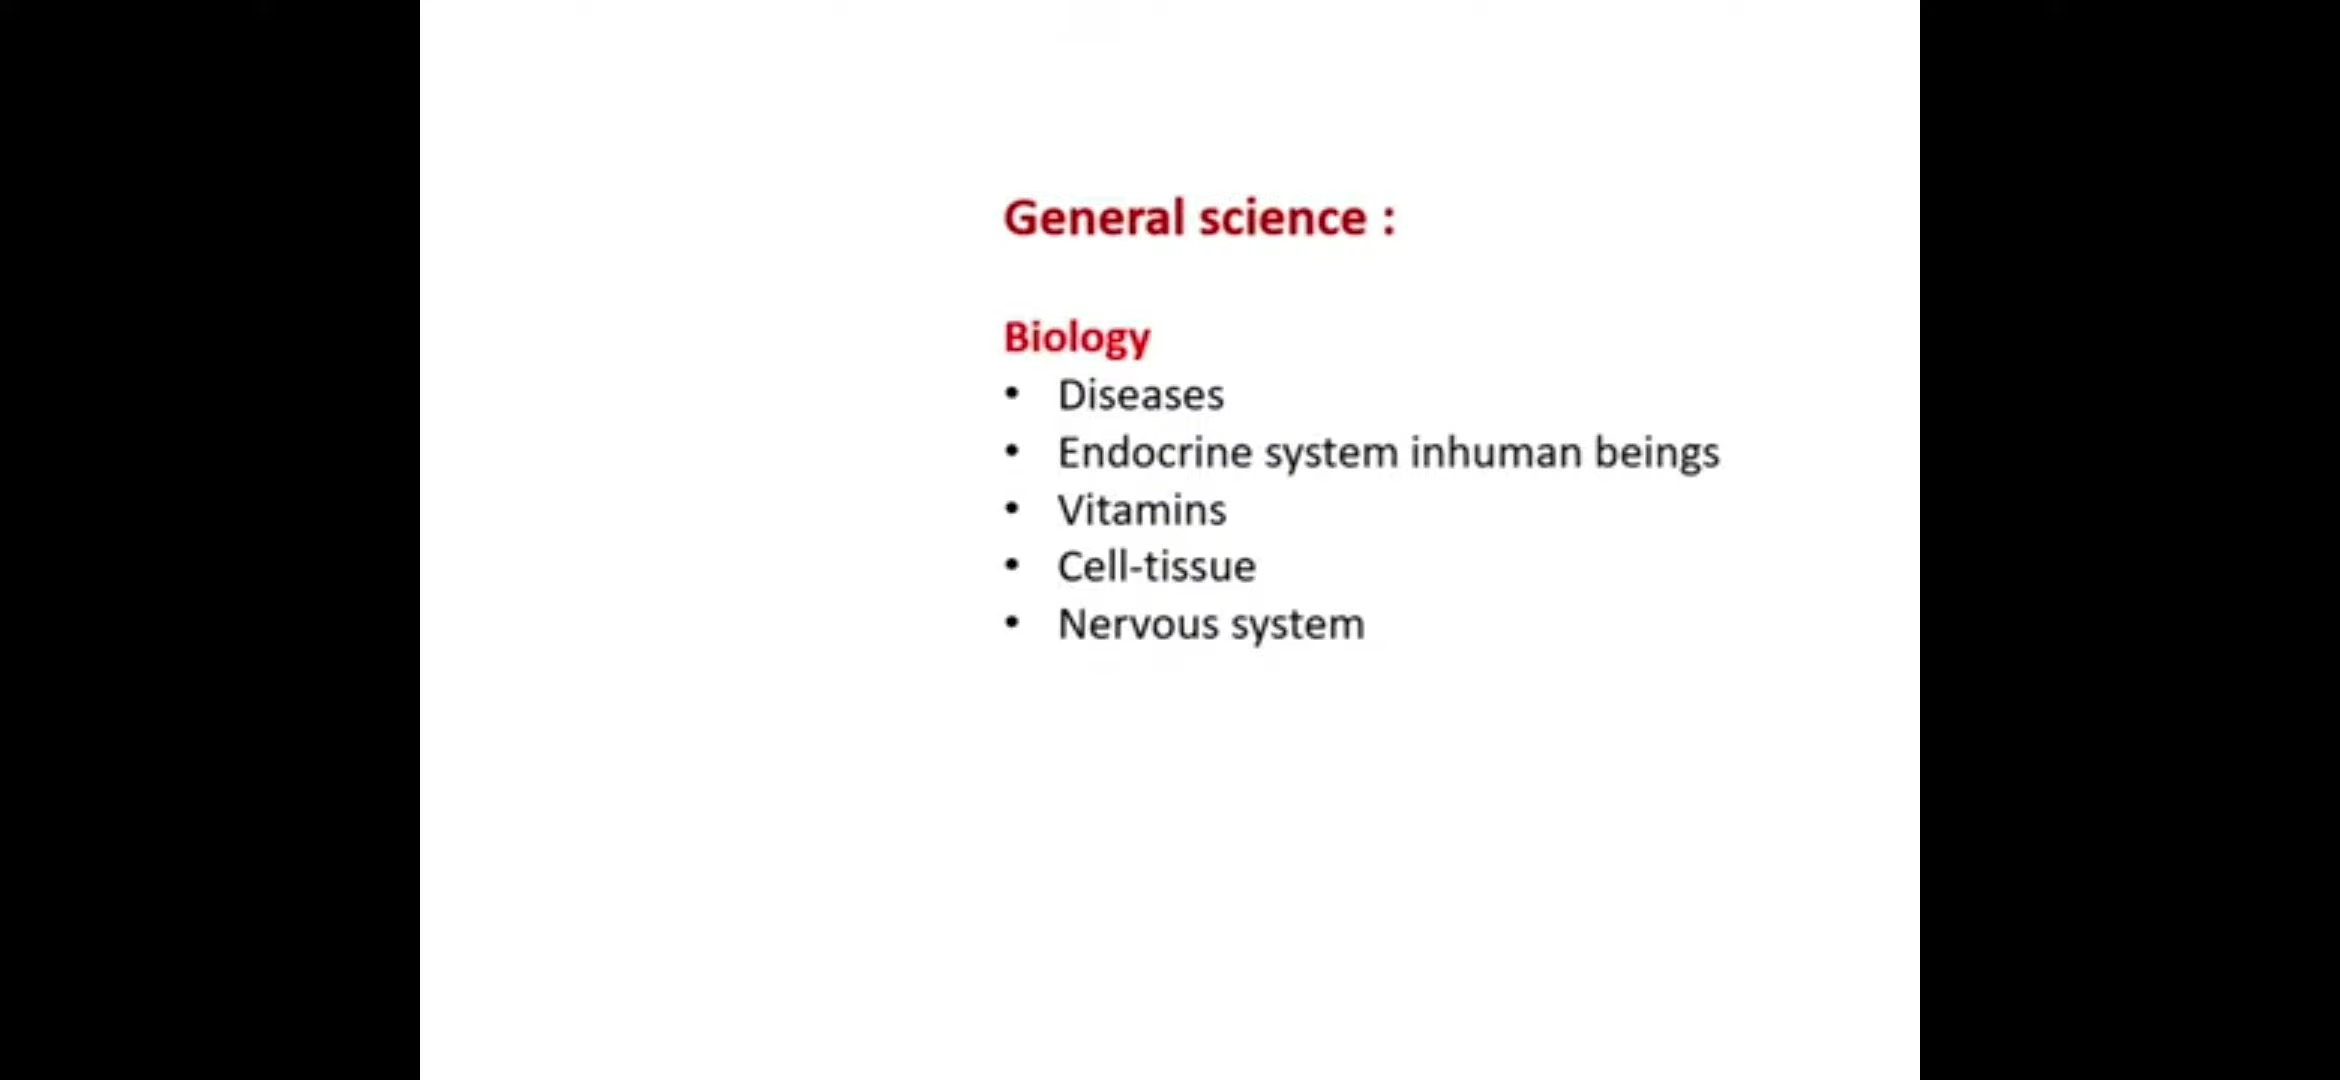 General science :
Biology
• Diseases
• Endocrine system inhuman beings
• Vitamins
• Cell-tissue
• Nervous system